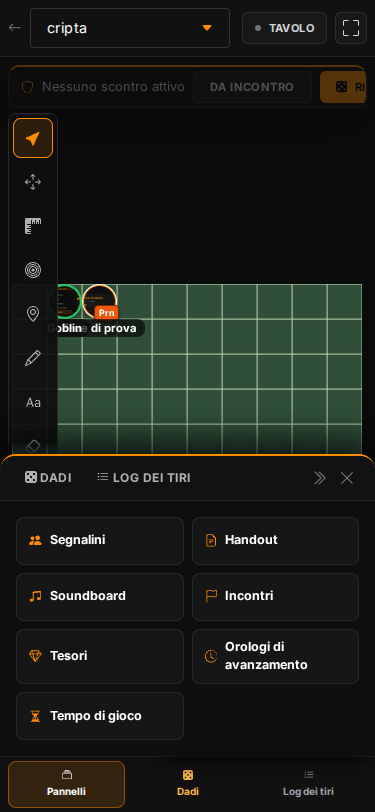 cripta
TAVOLO
Nessuno scontro attivo
DA INCONTRO
Prn
Gobline di prova
Aa
DADI
LOG DEI TIRI
Segnalini
Handout
Soundboard
Incontri
Tesori
Orologi di
avanzamento
Tempo di gioco
Pannelli
Dadi
Log dei tiri